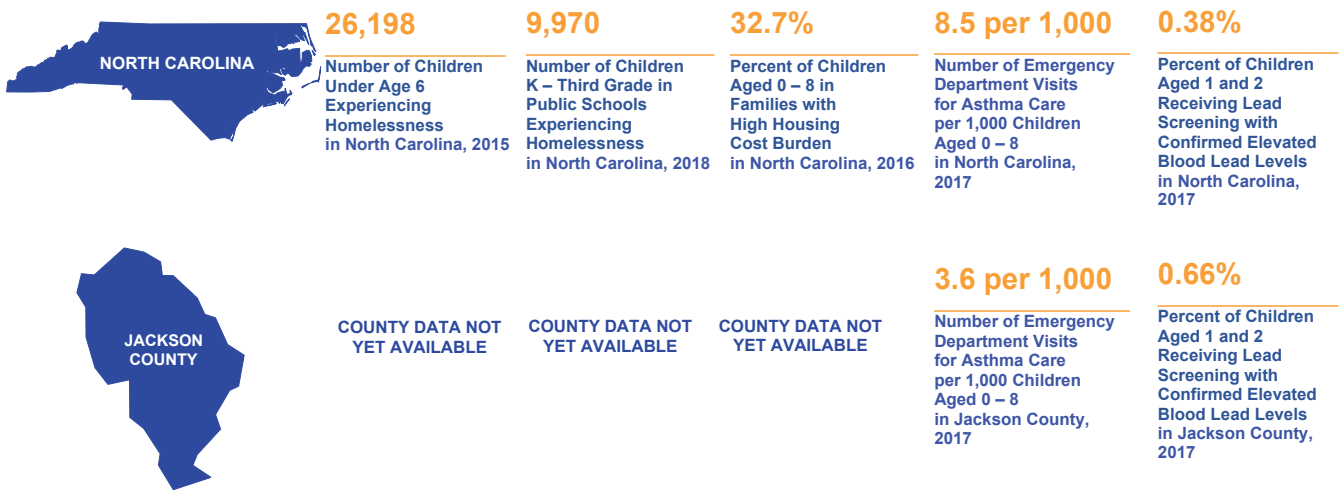 NORTH CAROLINA
26,198
Number of Children
Under Age 6
Experiencing
Homelessness
in North Carolina, 2015
9,970
Number of Children
K – Third Grade in
Public Schools
Experiencing
Homelessness
in North Carolina, 2018
32.7%
Percent of Children
Aged 0 – 8 in
Families with
High Housing
Cost Burden
in North Carolina, 2016
8.5 per 1,000
Number of Emergency
Department Visits
for Asthma Care
per 1,000 Children
Aged 0 – 8
in North Carolina,
2017
0.38%
Percent of Children
Aged 1 and 2
Receiving Lead
Screening with
Confirmed Elevated
Blood Lead Levels
in North Carolina,
2017
JACKSON
COUNTY
COUNTY DATA NOT
YET AVAILABLE
COUNTY DATA NOT
YET AVAILABLE
COUNTY DATA NOT
YET AVAILABLE
3.6 per 1,000
Number of Emergency
Department Visits
for Asthma Care
per 1,000 Children
Aged 0 – 8
in Jackson County,
2017
0.66%
Percent of Children
Aged 1 and 2
Receiving Lead
Screening with
Confirmed Elevated
Blood Lead Levels
in Jackson County,
2017